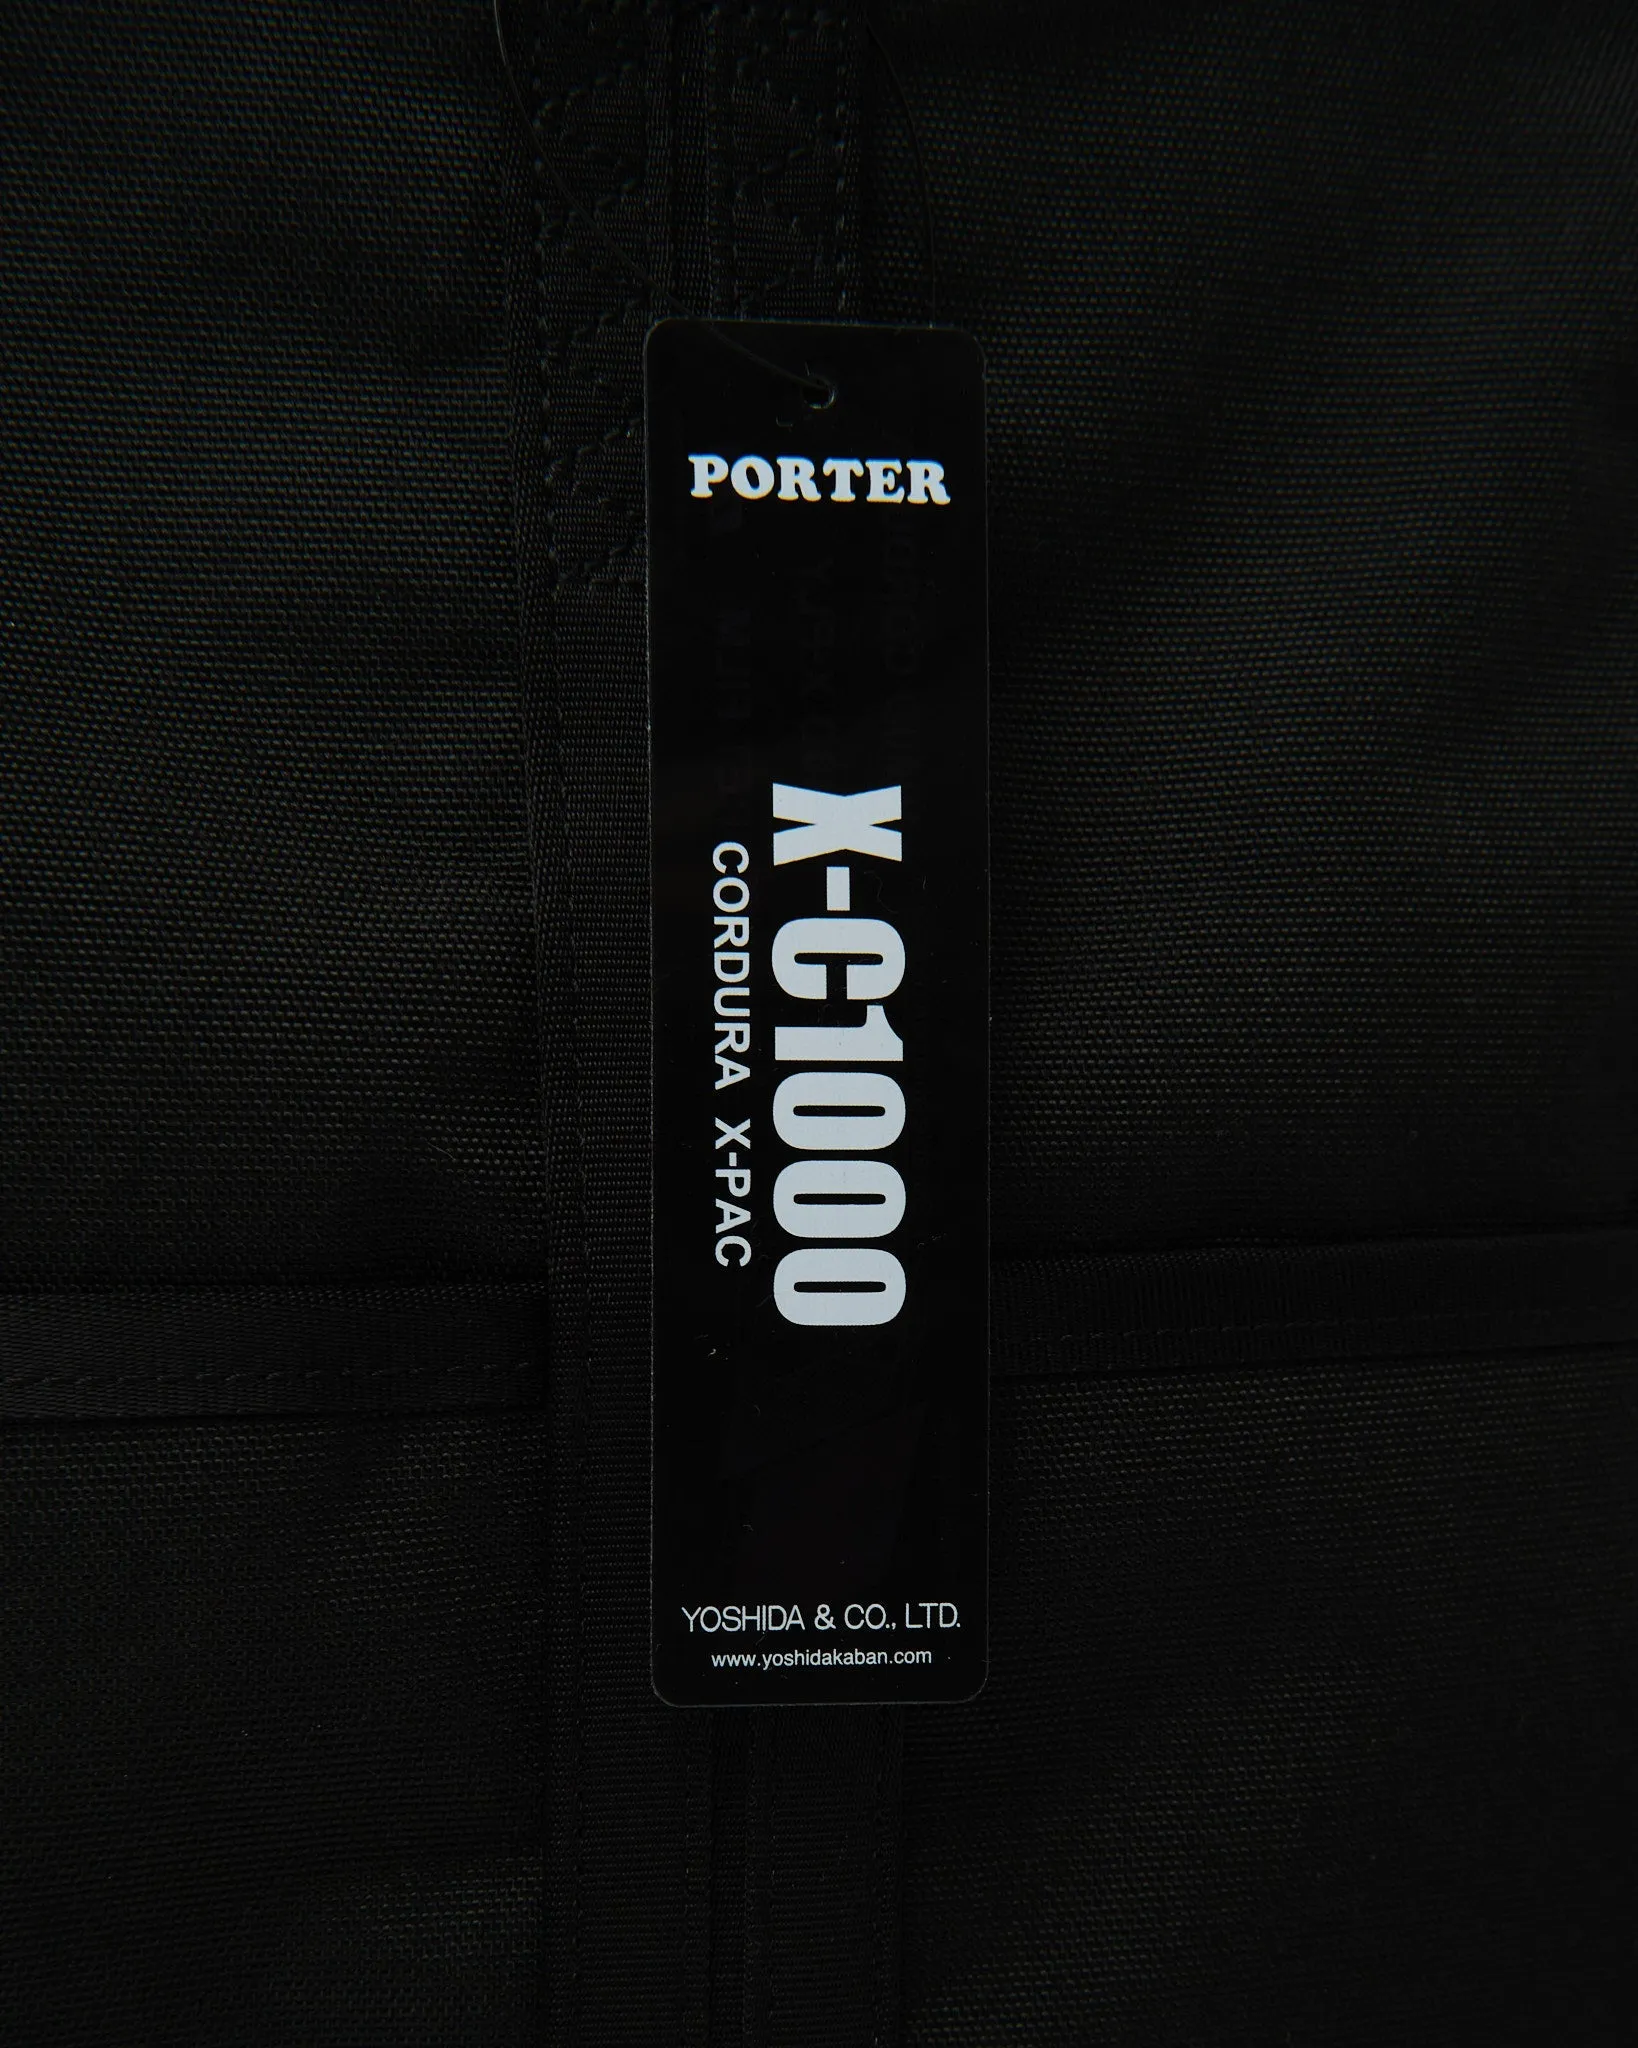 PORTER
X-C1000
CORDURA X-PAC
YOSHIDA & CO., LTD.
www.yoshidakaban.com